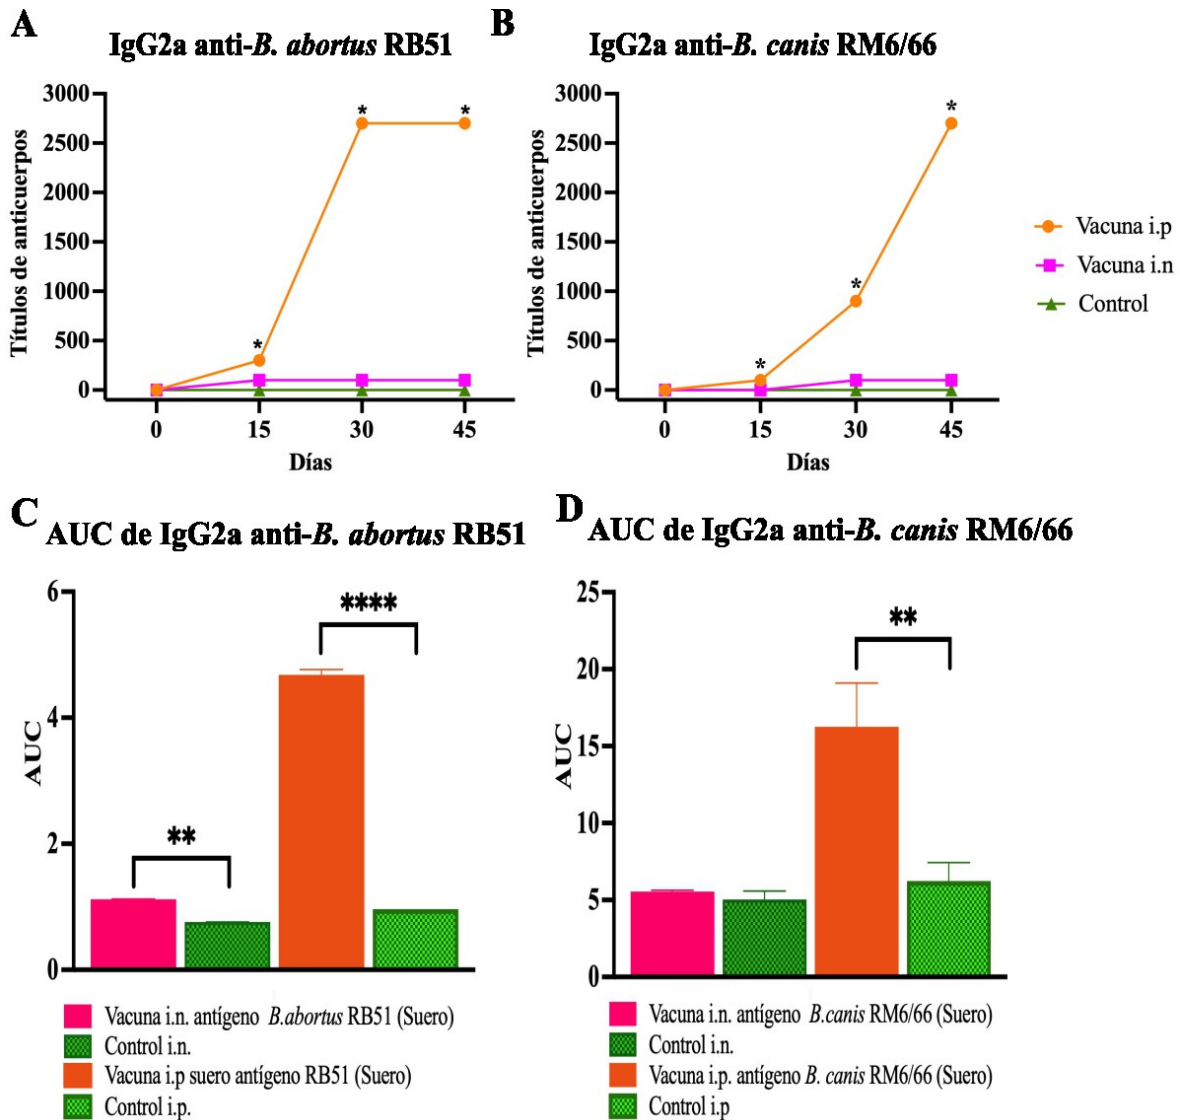 A
IgG2a anti-B. abortus RB51
Títulos de anticuerpos
3000
2500
2000
1500
1000
500
0
*
*
*
0 15 30 45
Días
B
IgG2a anti-B. canis RM6/66
Títulos de anticuerpos
3000
2500
2000
1500
1000
500
0
*
*
*
0 15 30 45
Días
Vacuna i.p
Vacuna i.n
Control
C
AUC de IgG2a anti-B. abortus RB51
AUC
6
4
2
0
**
****
Vacuna i.n. antígeno B.abortus RB51 (Suero)
Control i.n.
Vacuna i.p suero antígeno RB51 (Suero)
Control i.p.
D
AUC de IgG2a anti-B. canis RM6/66
AUC
25
20
15
10
5
0
**
Vacuna i.n. antígeno B.canis RM6/66 (Suero)
Control i.n.
Vacuna i.p. antígeno B. canis RM6/66 (Suero)
Control i.p